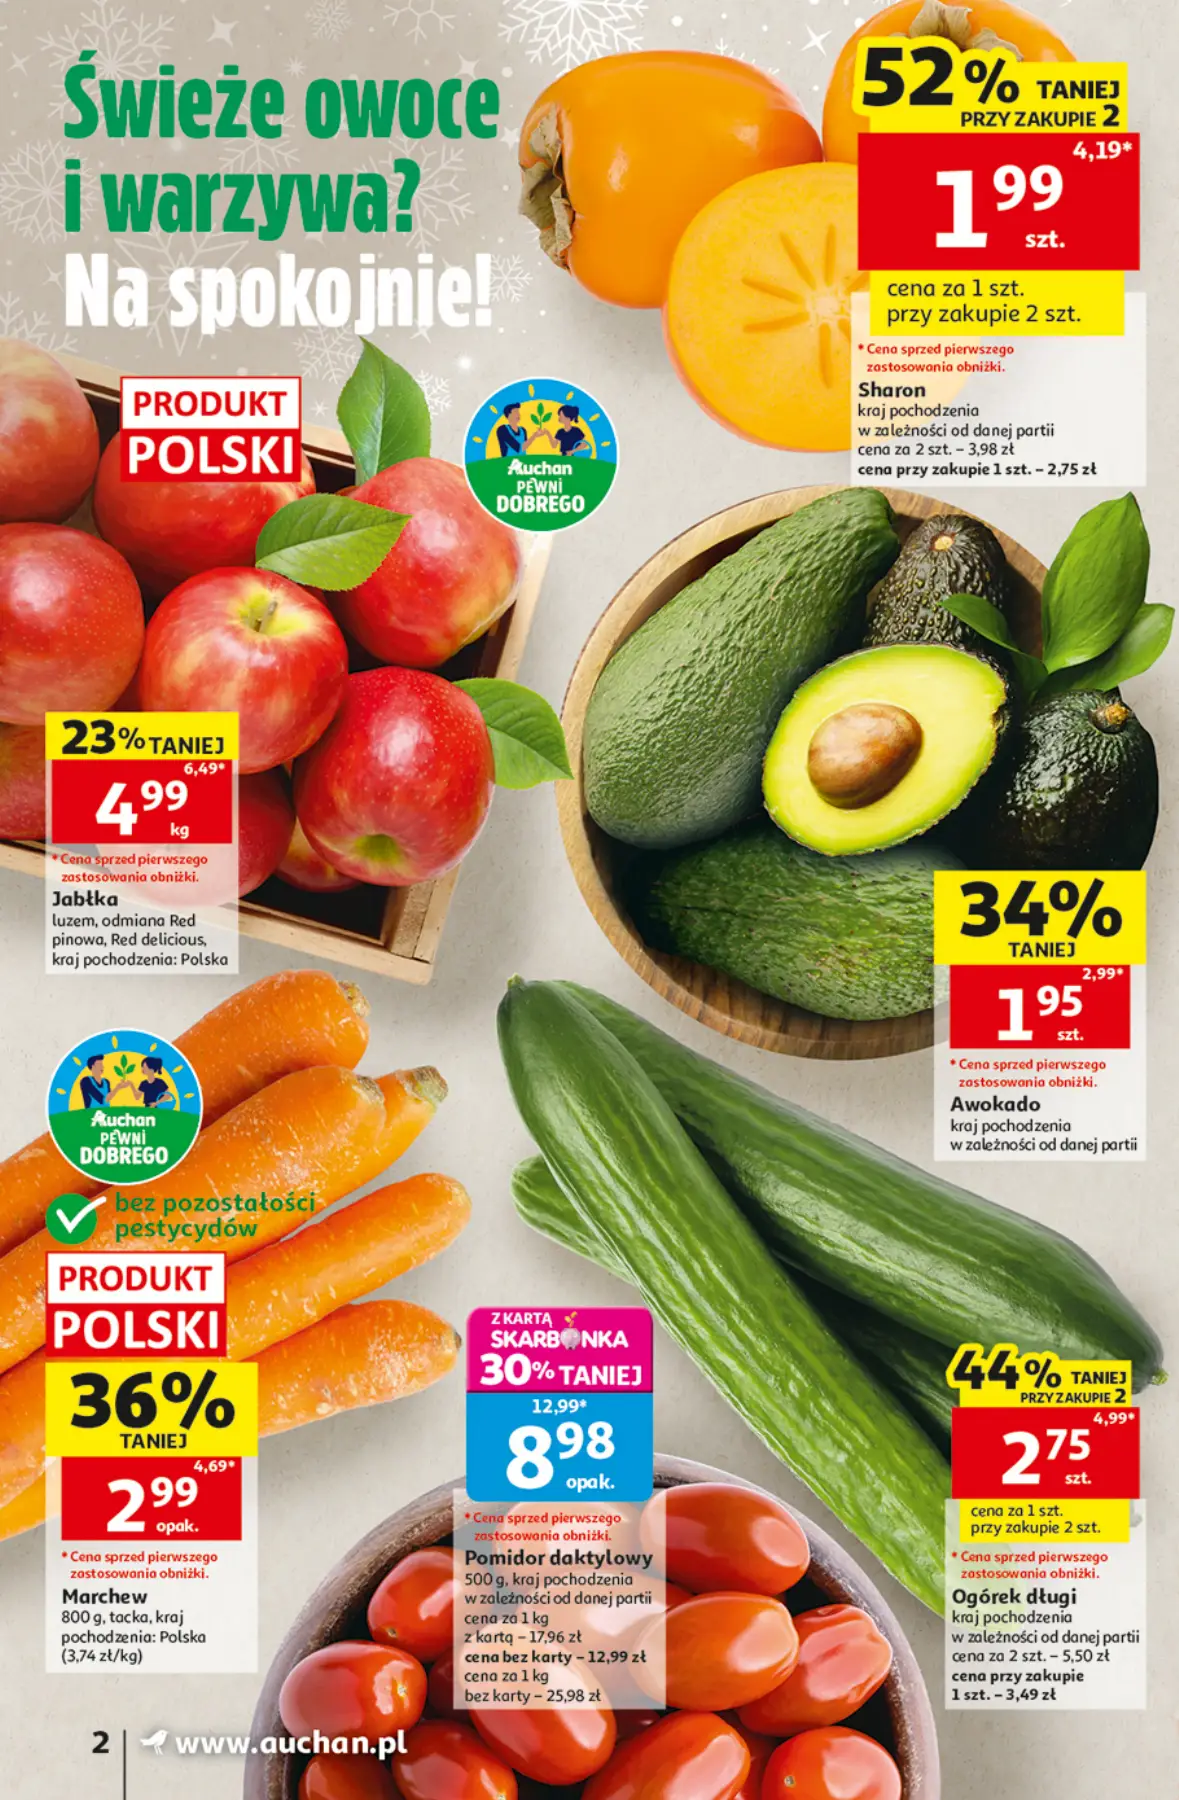 Świeże owoce
i warzywa?
Na spokojnie!
52% TANIEJ
PRZY ZAKUPIE 2
4,19*
1 99
szt.
cena za 1 szt.
przy zakupie 2 szt.
* Cena sprzed pierwszego
zastosowania obniżki.
Sharon
kraj pochodzenia
w zależności od danej partii
cena za 2 szt. – 3,98 zł
cena przy zakupie 1 szt. – 2,75 zł
PRODUKT
POLSKI
Auchan
PEWNI
DOBREGO
23% TANIEJ
6,49*
4 99
kg
* Cena sprzed pierwszego
zastosowania obniżki.
Jabłka
luzem, odmiana Red
pinowa, Red delicious,
kraj pochodzenia: Polska
34%
TANIEJ
2,99*
1 95
szt.
* Cena sprzed pierwszego
zastosowania obniżki.
Awokado
kraj pochodzenia
w zależności od danej partii
Auchan
PEWNI
DOBREGO
bez pozostałości
pestycydów
PRODUKT
POLSKI
36%
TANIEJ
4,69*
2 99
opak.
* Cena sprzed pierwszego
zastosowania obniżki.
Marchew
800 g, tacka, kraj
pochodzenia: Polska
(3,74 zł/kg)
Z KARTĄ
SKARBONKA
30% TANIEJ
12,99*
8 98
opak.
* Cena sprzed pierwszego
zastosowania obniżki.
Pomidor daktylowy
500 g, kraj pochodzenia
w zależności od danej partii
cena za 1 kg
z kartą – 17,96 zł
cena bez karty – 12,99 zł
cena za 1 kg
bez karty – 25,98 zł
44% TANIEJ
PRZY ZAKUPIE 2
4,99*
2 75
szt.
cena za 1 szt.
przy zakupie 2 szt.
* Cena sprzed pierwszego
zastosowania obniżki.
Ogórek długi
kraj pochodzenia
w zależności od danej partii
cena za 2 szt. – 5,50 zł
cena przy zakupie
1 szt. – 3,49 zł
2
www.auchan.pl